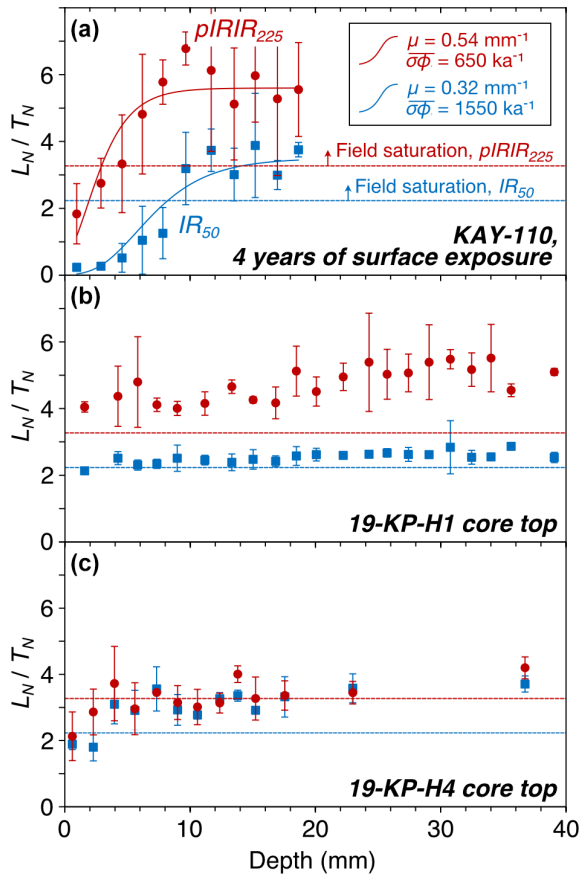 (a)
pIRIR225
μ = 0.54 mm⁻¹
σφ = 650 ka⁻¹
μ = 0.32 mm⁻¹
σφ = 1550 ka⁻¹
6
4
2
0
LN / TN
Field saturation, pIRIR225
Field saturation, IR50
IR50
KAY-110,
4 years of surface exposure
(b)
6
4
2
0
LN / TN
19-KP-H1 core top
(c)
6
4
2
0
LN / TN
19-KP-H4 core top
0 10 20 30 40
Depth (mm)